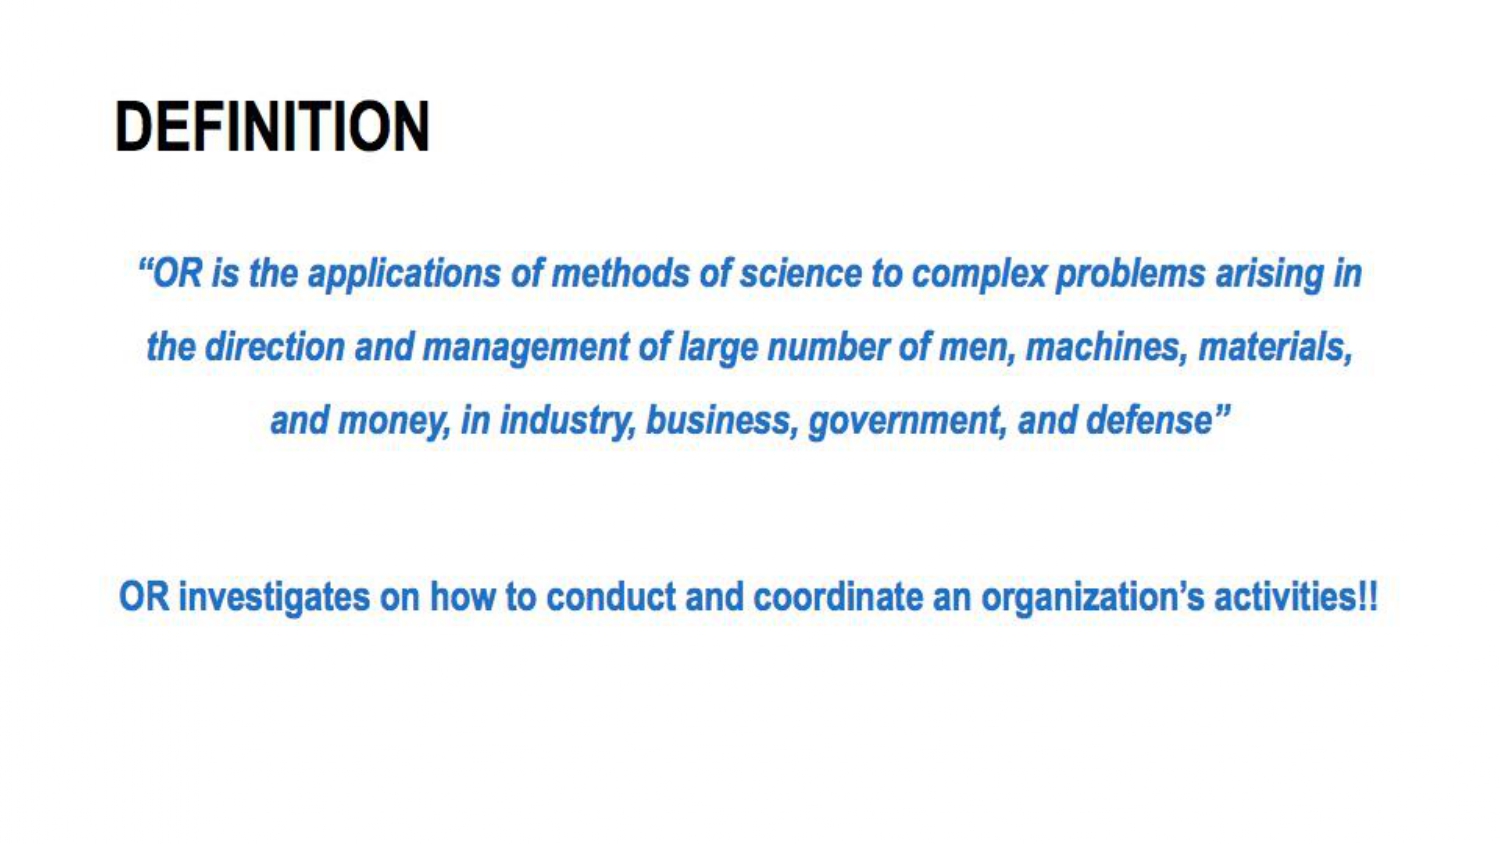 DEFINITION
“OR is the applications of methods of science to complex problems arising in
the direction and management of large number of men, machines, materials,
and money, in industry, business, government, and defense”
OR investigates on how to conduct and coordinate an organization’s activities!!